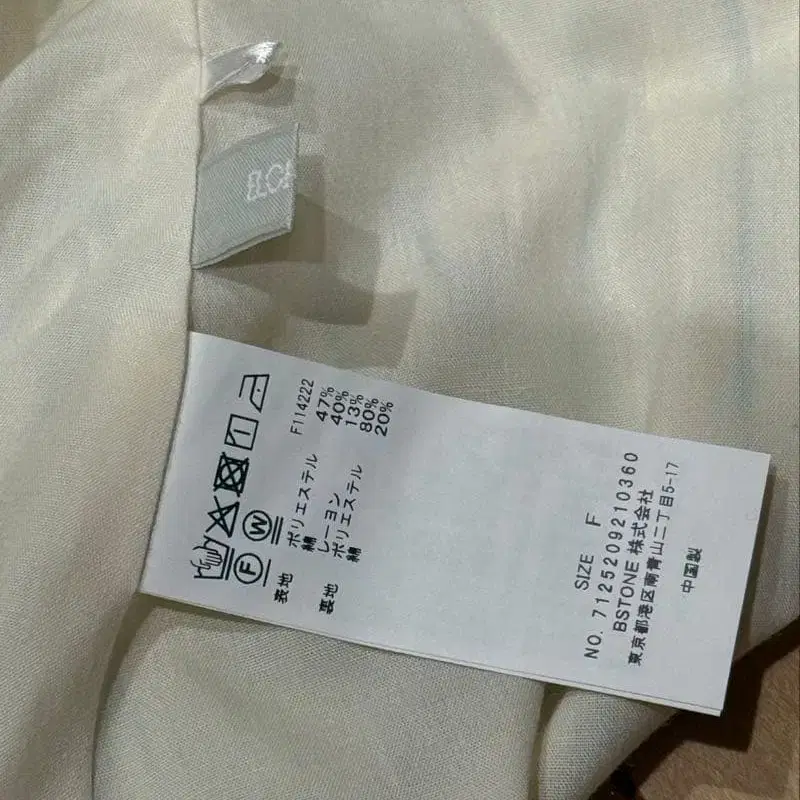 F114222
表地 ポリエステル 47%
綿 40%
レーヨン 13%
裏地 ポリエステル 80%
綿 20%
SIZE F
NO. 7125209210360
BSTONE 株式会社
東京都港区南青山二丁目5-17
中国製